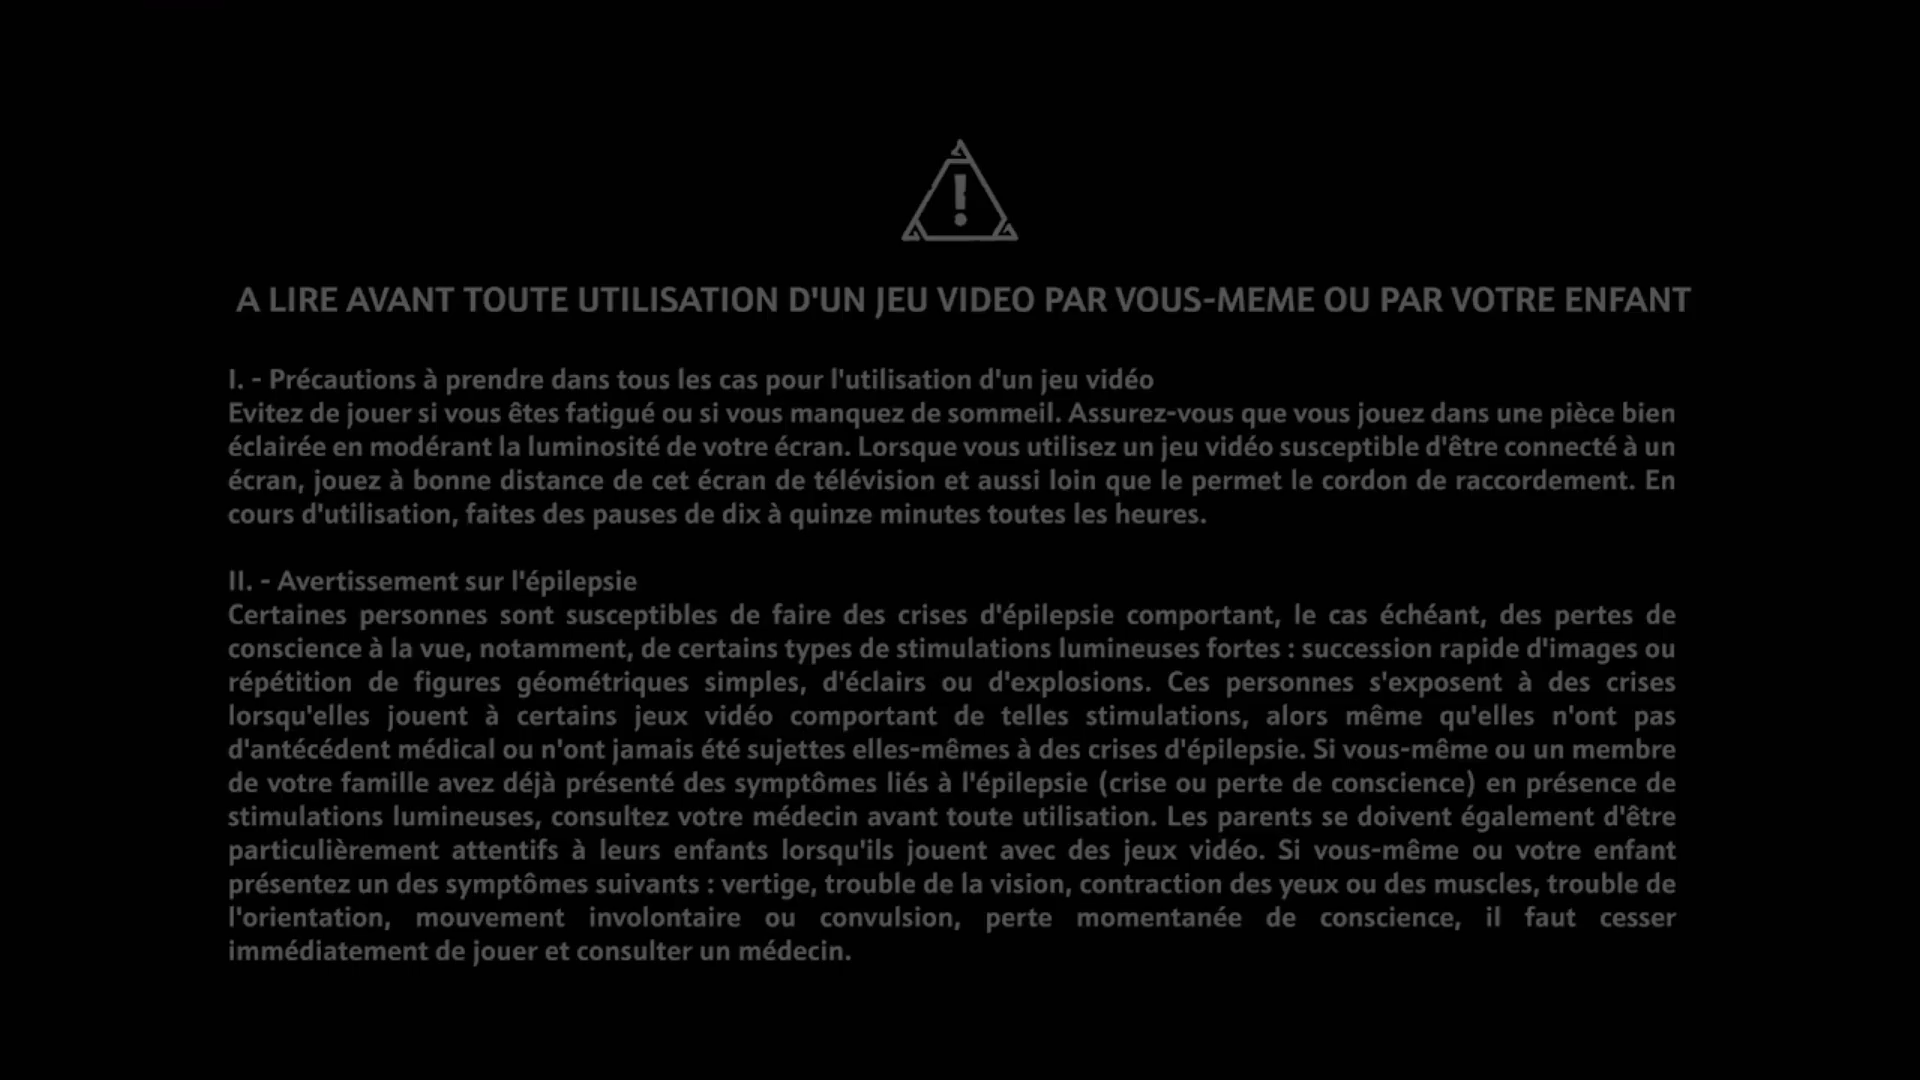 A LIRE AVANT TOUTE UTILISATION D'UN JEU VIDEO PAR VOUS-MEME OU PAR VOTRE ENFANT
I. - Précautions à prendre dans tous les cas pour l'utilisation d'un jeu vidéo
Evitez de jouer si vous êtes fatigué ou si vous manquez de sommeil. Assurez-vous que vous jouez dans une pièce bien
éclairée en modérant la luminosité de votre écran. Lorsque vous utilisez un jeu vidéo susceptible d'être connecté à un
écran, jouez à bonne distance de cet écran de télévision et aussi loin que le permet le cordon de raccordement. En
cours d'utilisation, faites des pauses de dix à quinze minutes toutes les heures.
II. - Avertissement sur l'épilepsie
Certaines personnes sont susceptibles de faire des crises d'épilepsie comportant, le cas échéant, des pertes de
conscience à la vue, notamment, de certains types de stimulations lumineuses fortes : succession rapide d'images ou
répétition de figures géométriques simples, d'éclairs ou d'explosions. Ces personnes s'exposent à des crises
lorsqu'elles jouent à certains jeux vidéo comportant de telles stimulations, alors même qu'elles n'ont pas
d'antécédent médical ou n'ont jamais été sujettes elles-mêmes à des crises d'épilepsie. Si vous-même ou un membre
de votre famille avez déjà présenté des symptômes liés à l'épilepsie (crise ou perte de conscience) en présence de
stimulations lumineuses, consultez votre médecin avant toute utilisation. Les parents se doivent également d'être
particulièrement attentifs à leurs enfants lorsqu'ils jouent avec des jeux vidéo. Si vous-même ou votre enfant
présentez un des symptômes suivants : vertige, trouble de la vision, contraction des yeux ou des muscles, trouble de
l'orientation, mouvement involontaire ou convulsion, perte momentanée de conscience, il faut cesser
immédiatement de jouer et consulter un médecin.